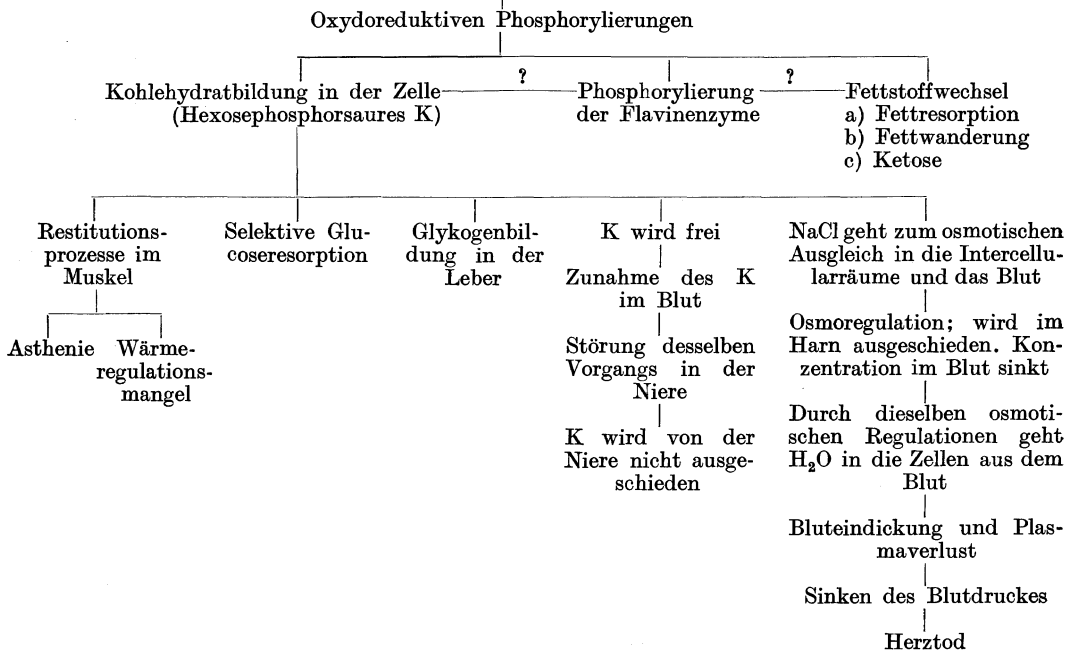 Oxydoreduktiven Phosphorylierungen
?
?
Kohlehydratbildung in der Zelle
(Hexosephosphorsaures K)
Phosphorylierung
der Flavinenzyme
Fettstoffwechsel
a) Fettresorption
b) Fettwanderung
c) Ketose
Restitutions-
prozesse im
Muskel
Asthenie
Wärme-
regulations-
mangel
Selektive Glu-
coseresorption
Glykogenbil-
dung in der
Leber
K wird frei
Zunahme des K
im Blut
Störung desselben
Vorgangs in der
Niere
K wird von der
Niere nicht ausge-
schieden
NaCl geht zum osmotischen
Ausgleich in die Intercellu-
larräume und das Blut
Osmoregulation; wird im
Harn ausgeschieden. Kon-
zentration im Blut sinkt
Durch dieselben osmoti-
schen Regulationen geht
H₂O in die Zellen aus dem
Blut
Bluteindickung und Plas-
maverlust
Sinken des Blutdruckes
Herztod